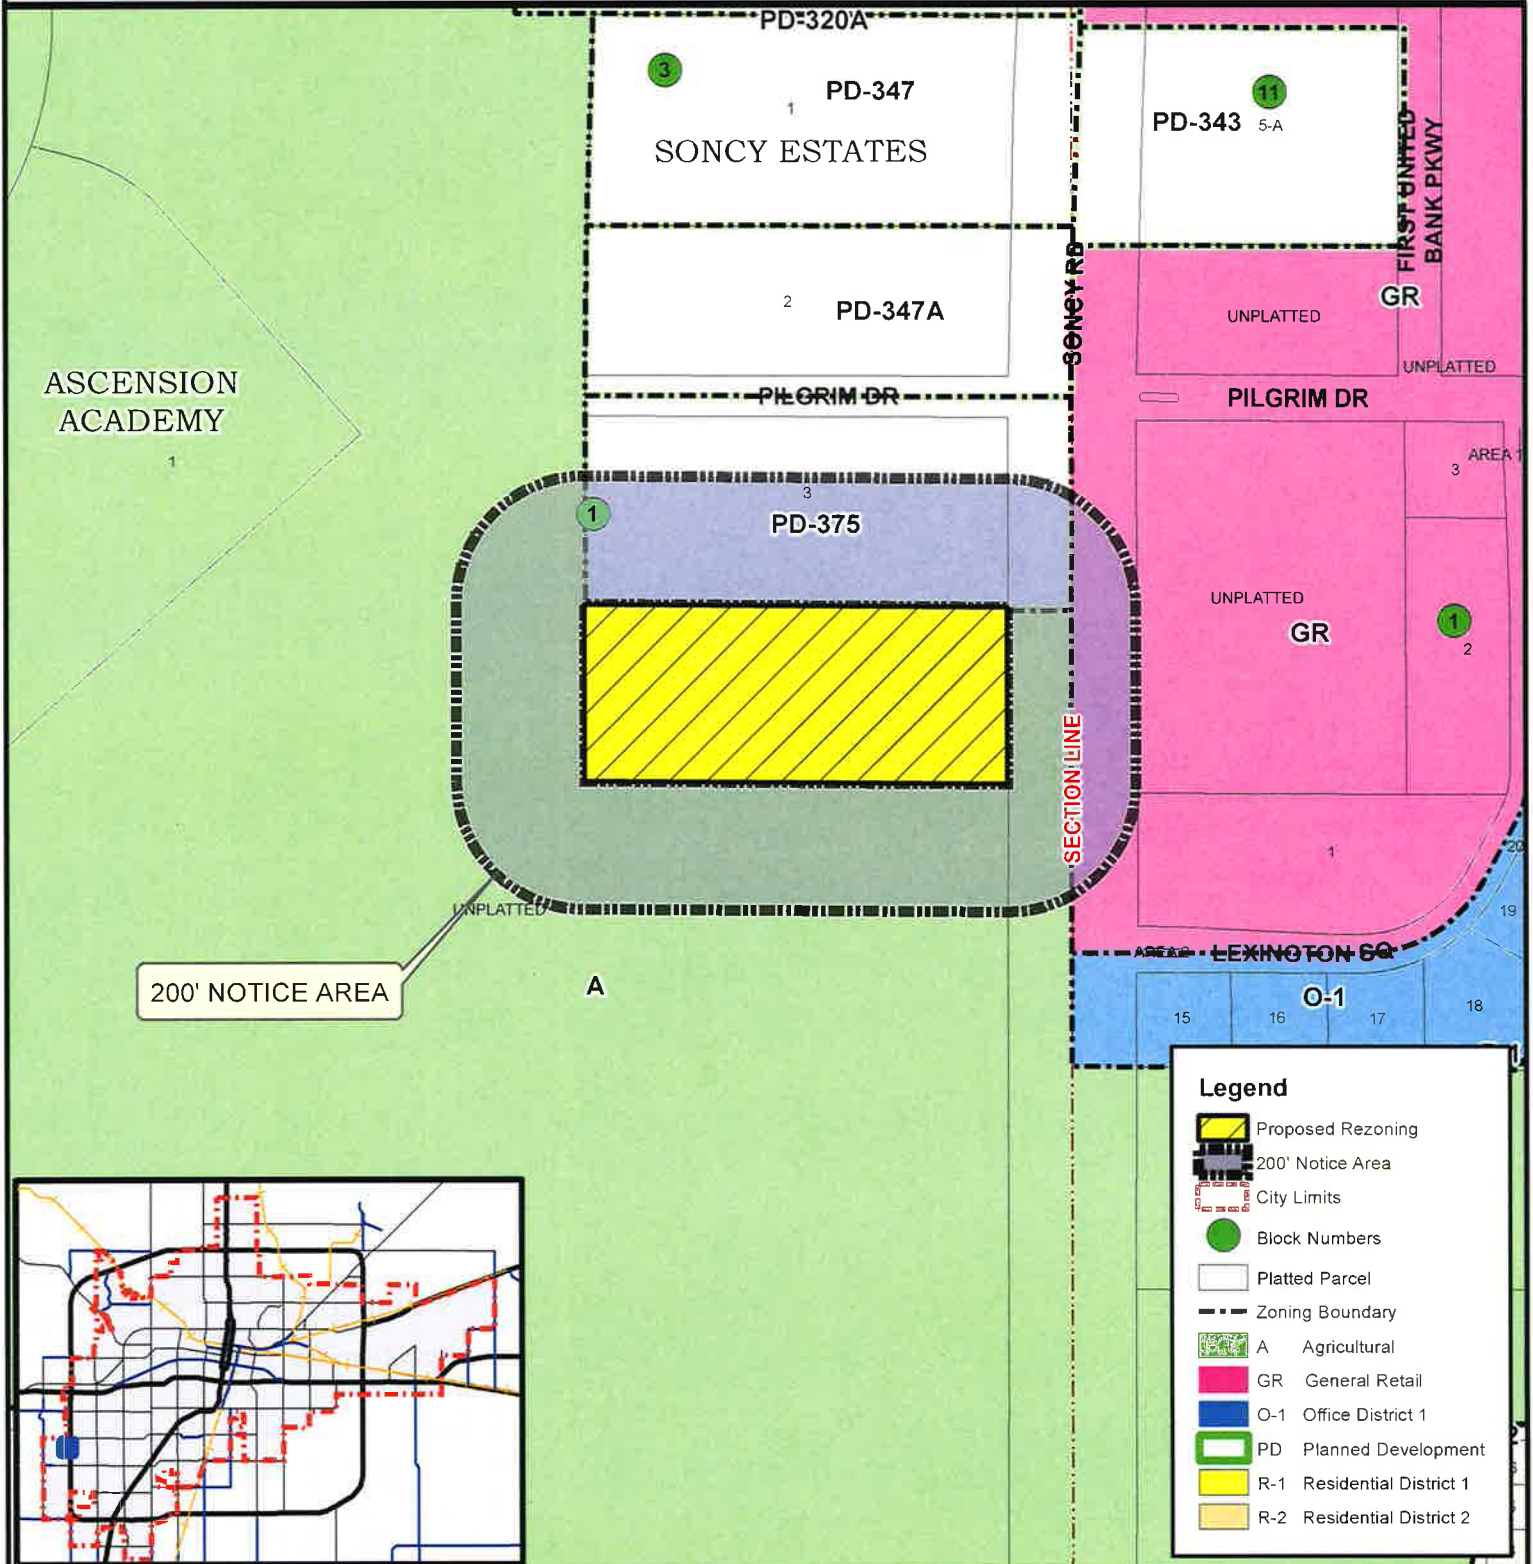 PD-320A
3
PD-347
1
SONCY ESTATES
11
PD-343
5-A
FIRST UNITED
BANK PKWY
2
PD-347A
SONCY RD
GR
UNPLATTED
UNPLATTED
ASCENSION
ACADEMY
1
PILGRIM DR
PILGRIM DR
3
AREA 1
3
1
PD-375
UNPLATTED
GR
1
2
SECTION LINE
1
20
19
UNPLATTED
AREA 2
LEXINGTON SQ
200' NOTICE AREA
A
O-1
15
16
17
18
Legend
Proposed Rezoning
200' Notice Area
City Limits
Block Numbers
Platted Parcel
Zoning Boundary
A Agricultural
GR General Retail
O-1 Office District 1
PD Planned Development
R-1 Residential District 1
R-2 Residential District 2